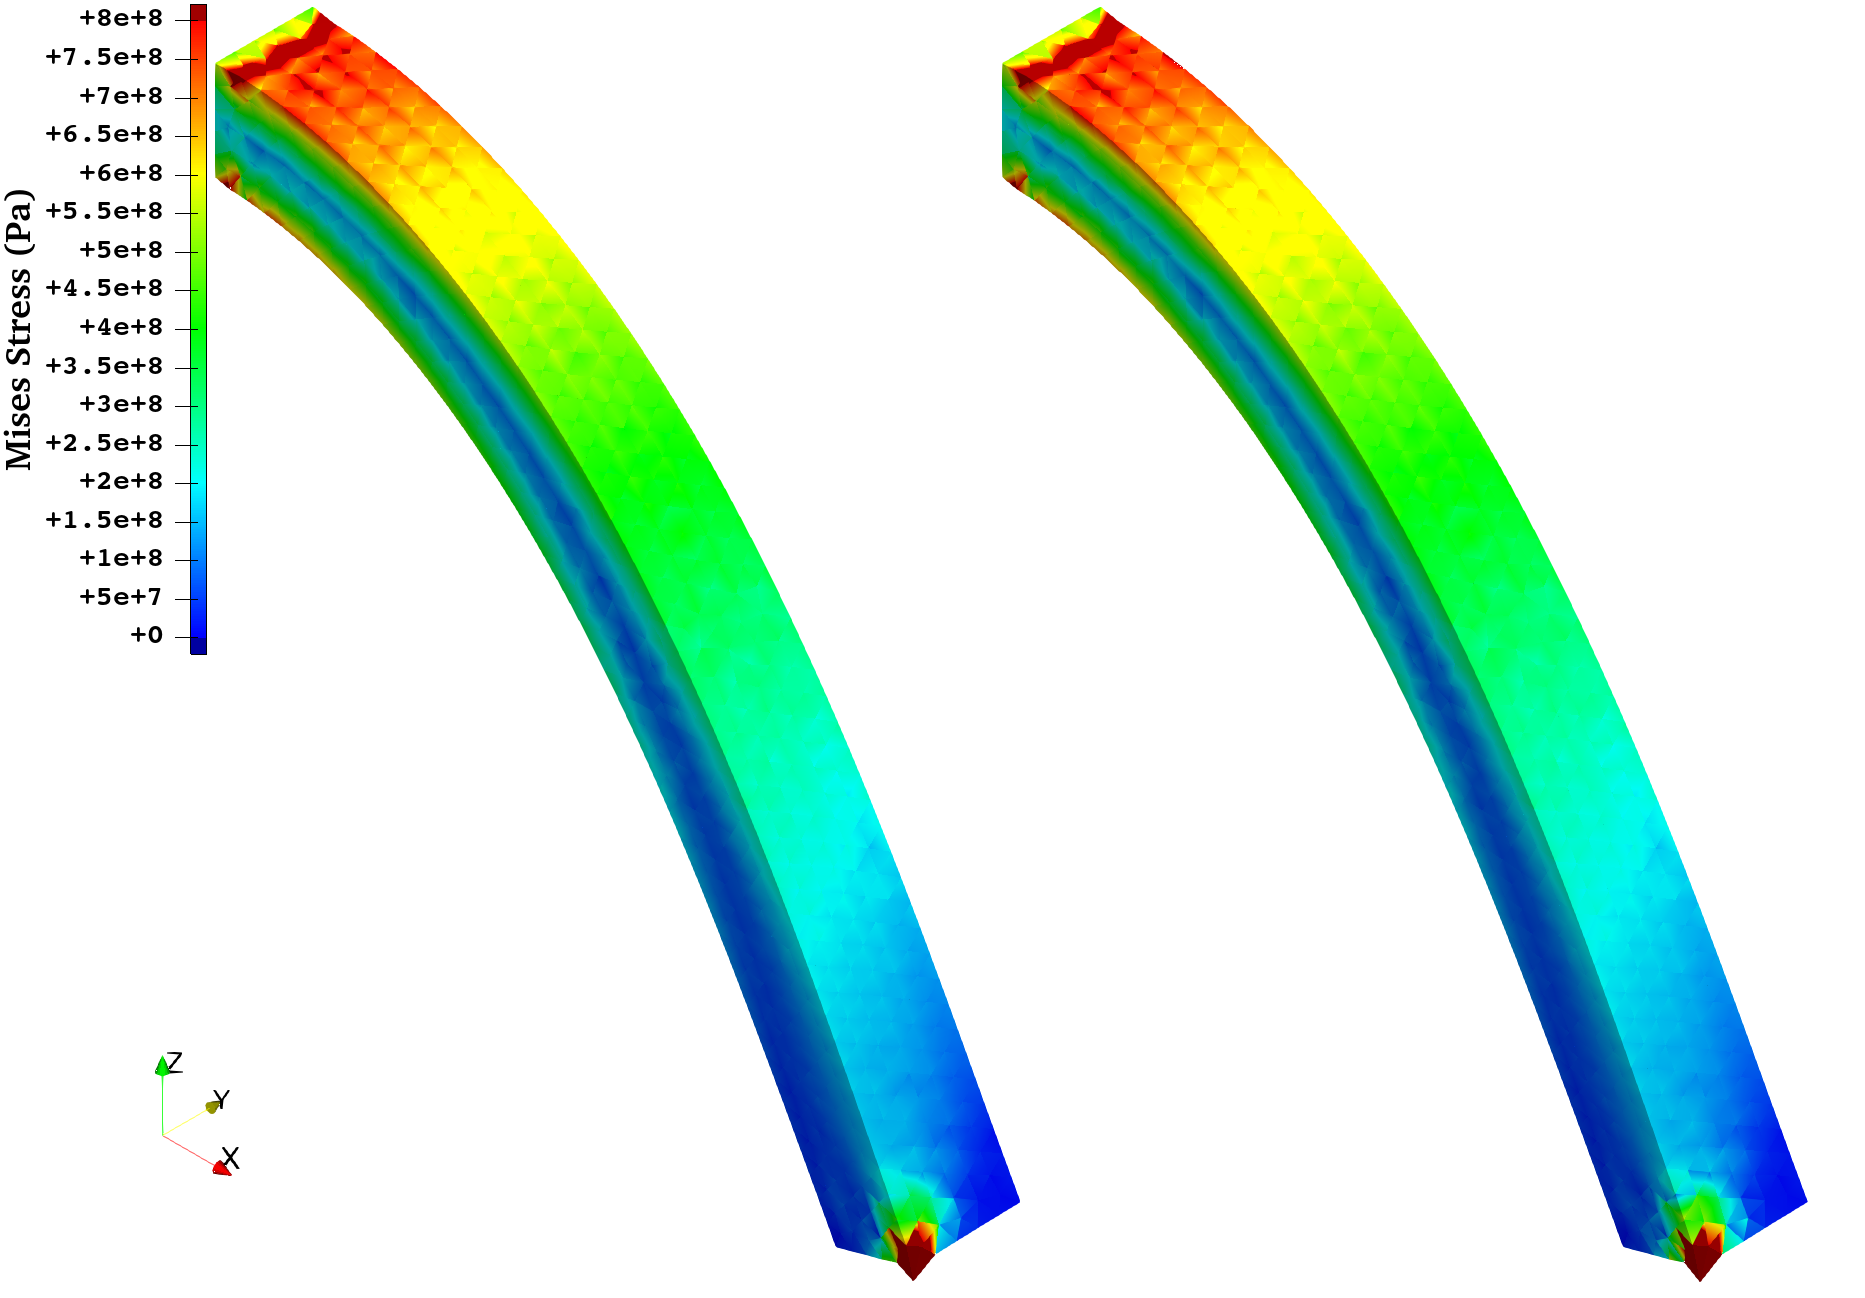 +8e+8
+7.5e+8
+7e+8
+6.5e+8
+6e+8
+5.5e+8
+5e+8
+4.5e+8
+4e+8
+3.5e+8
+3e+8
+2.5e+8
+2e+8
+1.5e+8
+1e+8
+5e+7
+0
Mises Stress (Pa)
Z
Y
X